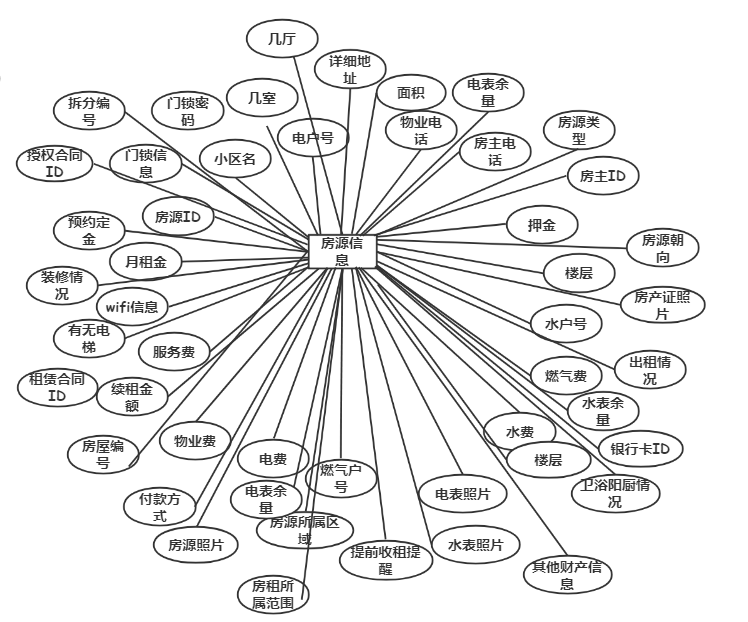 几厅
详细地
址
面积
电表余
量
几室
拆分编
号
门锁密
码
物业电
话
房源类
型
电户号
房主电
话
授权合同
ID
门锁信
息
小区名
房主ID
房源ID
预约定
金
押金
房源信
息
房源朝
向
月租金
装修情
况
楼层
wifi信息
房产证照
片
有无电
梯
水户号
服务费
出租情
况
燃气费
租赁合同
ID
续租金
额
水表余
量
物业费
水费
银行卡ID
房屋编
号
电费
楼层
燃气户
号
卫浴阳厨情
况
电表照片
电表余
量
付款方
式
房源所属区
域
房源照片
水表照片
提前收租提
醒
其他财产信
息
房租所
属范围